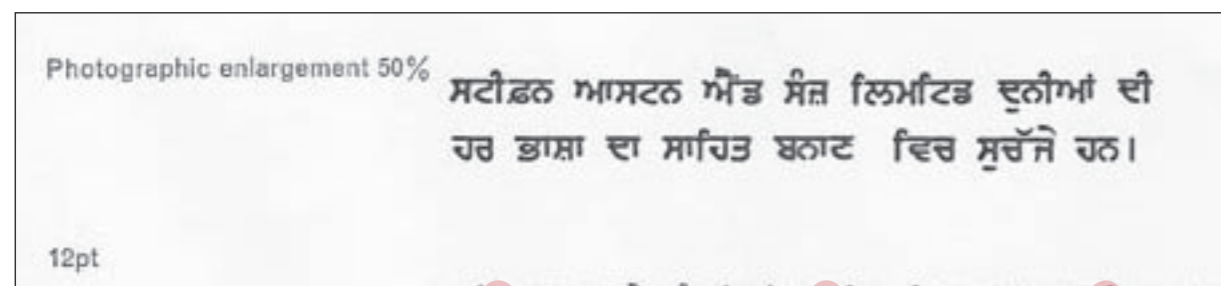 Photographic enlargement 50%
ਸਟੀਫ਼ਨ ਆਸਟਨ ਐਂਡ ਸੰਜ਼ ਲਿਮਟਿਡ ਦੁਨੀਆਂ ਦੀ
ਹਰ ਭਾਸ਼ਾ ਦਾ ਸਾਹਿਤ ਬਨਾਣ ਵਿਚ ਸੁਚੱਜੇ ਹਨ।
12pt